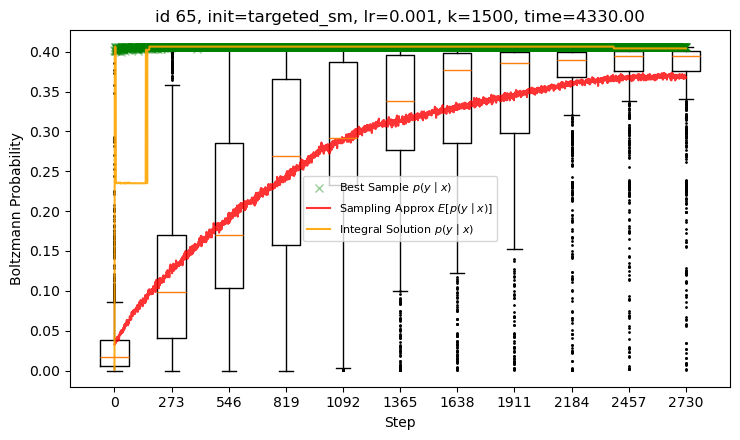 id 65, init=targeted_sm, lr=0.001, k=1500, time=4330.00
Boltzmann Probability
0.40
0.35
0.30
0.25
0.20
0.15
0.10
0.05
0.00
Best Sample p(y | x)
Sampling Approx E[p(y | x)]
Integral Solution p(y | x)
0 273 546 819 1092 1365 1638 1911 2184 2457 2730
Step